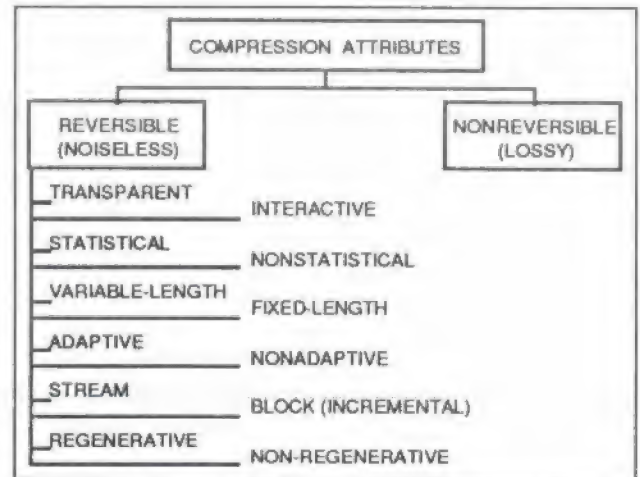 COMPRESSION ATTRIBUTES
REVERSIBLE
(NOISELESS)
NONREVERSIBLE
(LOSSY)
TRANSPARENT
INTERACTIVE
STATISTICAL
NONSTATISTICAL
VARIABLE-LENGTH
FIXED-LENGTH
ADAPTIVE
NONADAPTIVE
STREAM
BLOCK (INCREMENTAL)
REGENERATIVE
NON-REGENERATIVE